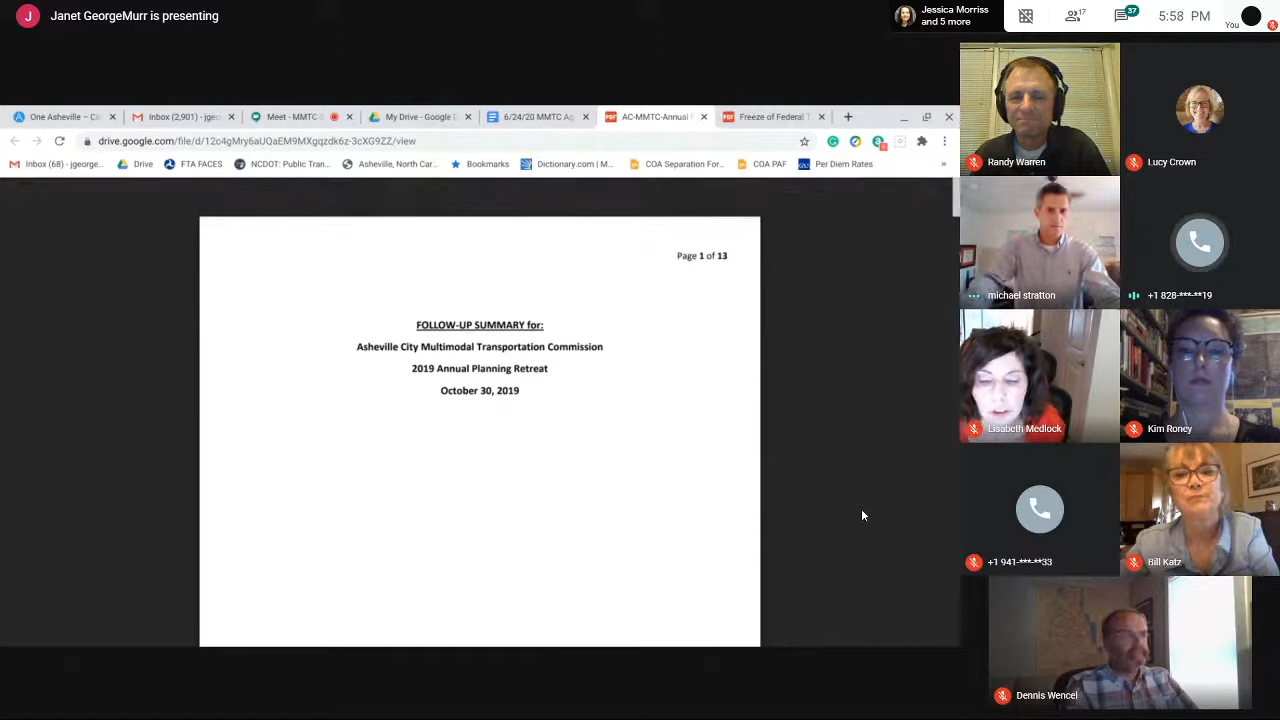 J Janet GeorgeMurr is presenting
Jessica Morriss
and 5 more
17
37
5:58 PM
You
One Asheville – C
Inbox (2,901) - jgeo
Meet - MMTC
My Drive - Google D
6/24/20 MMTC Ag
AC-MMTC-Annual
Freeze of Federal T
drive.google.com/file/d/12c4gMry6aUQaEM9MXgqzdk6z-3cXG9ZZ/view
Inbox (68) - jgeorge...
Drive
FTA FACES
NCDOT: Public Tran...
Asheville, North Car...
Bookmarks
Dictionary.com | M...
COA Separation For...
COA PAF
Per Diem Rates
Page 1 of 13
FOLLOW-UP SUMMARY for:
Asheville City Multimodal Transportation Commission
2019 Annual Planning Retreat
October 30, 2019
Randy Warren
Lucy Crown
michael stratton
+1 828-***-**19
Lisabeth Medlock
Kim Roney
+1 941-***-**33
Bill Katz
Dennis Wencel